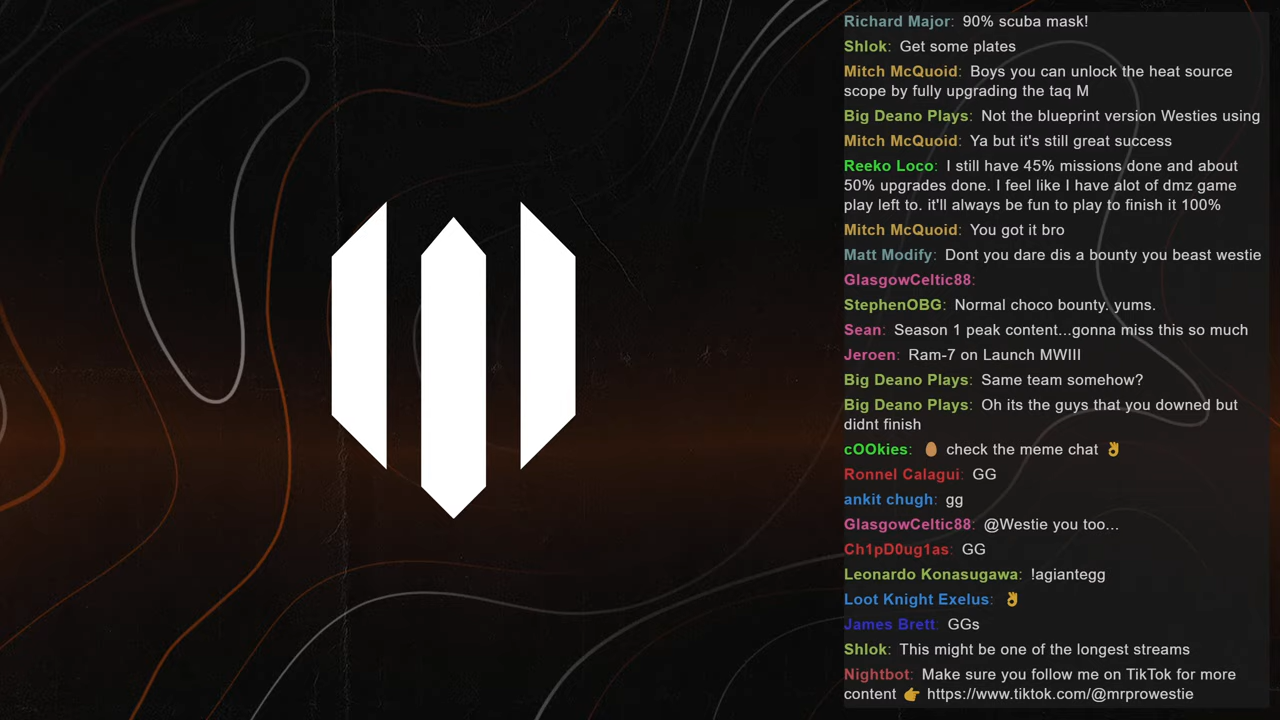 Richard Major: 90% scuba mask!
Shlok: Get some plates
Mitch McQuoid: Boys you can unlock the heat source
scope by fully upgrading the taq M
Big Deano Plays: Not the blueprint version Westies using
Mitch McQuoid: Ya but it's still great success
Reeko Loco: I still have 45% missions done and about
50% upgrades done. I feel like I have alot of dmz game
play left to. it'll always be fun to play to finish it 100%
Mitch McQuoid: You got it bro
Matt Modify: Dont you dare dis a bounty you beast westie
GlasgowCeltic88:
StephenOBG: Normal choco bounty. yums.
Sean: Season 1 peak content...gonna miss this so much
Jeroen: Ram-7 on Launch MWIII
Big Deano Plays: Same team somehow?
Big Deano Plays: Oh its the guys that you downed but
didnt finish
cOOkies: 🥚 check the meme chat 👌
Ronnel Calagui: GG
ankit chugh: gg
GlasgowCeltic88: @Westie you too...
Ch1pD0ug1as: GG
Leonardo Konasugawa: !agiantegg
Loot Knight Exelus: 👌
James Brett: GGs
Shlok: This might be one of the longest streams
Nightbot: Make sure you follow me on TikTok for more
content 👉 https://www.tiktok.com/@mrprowestie